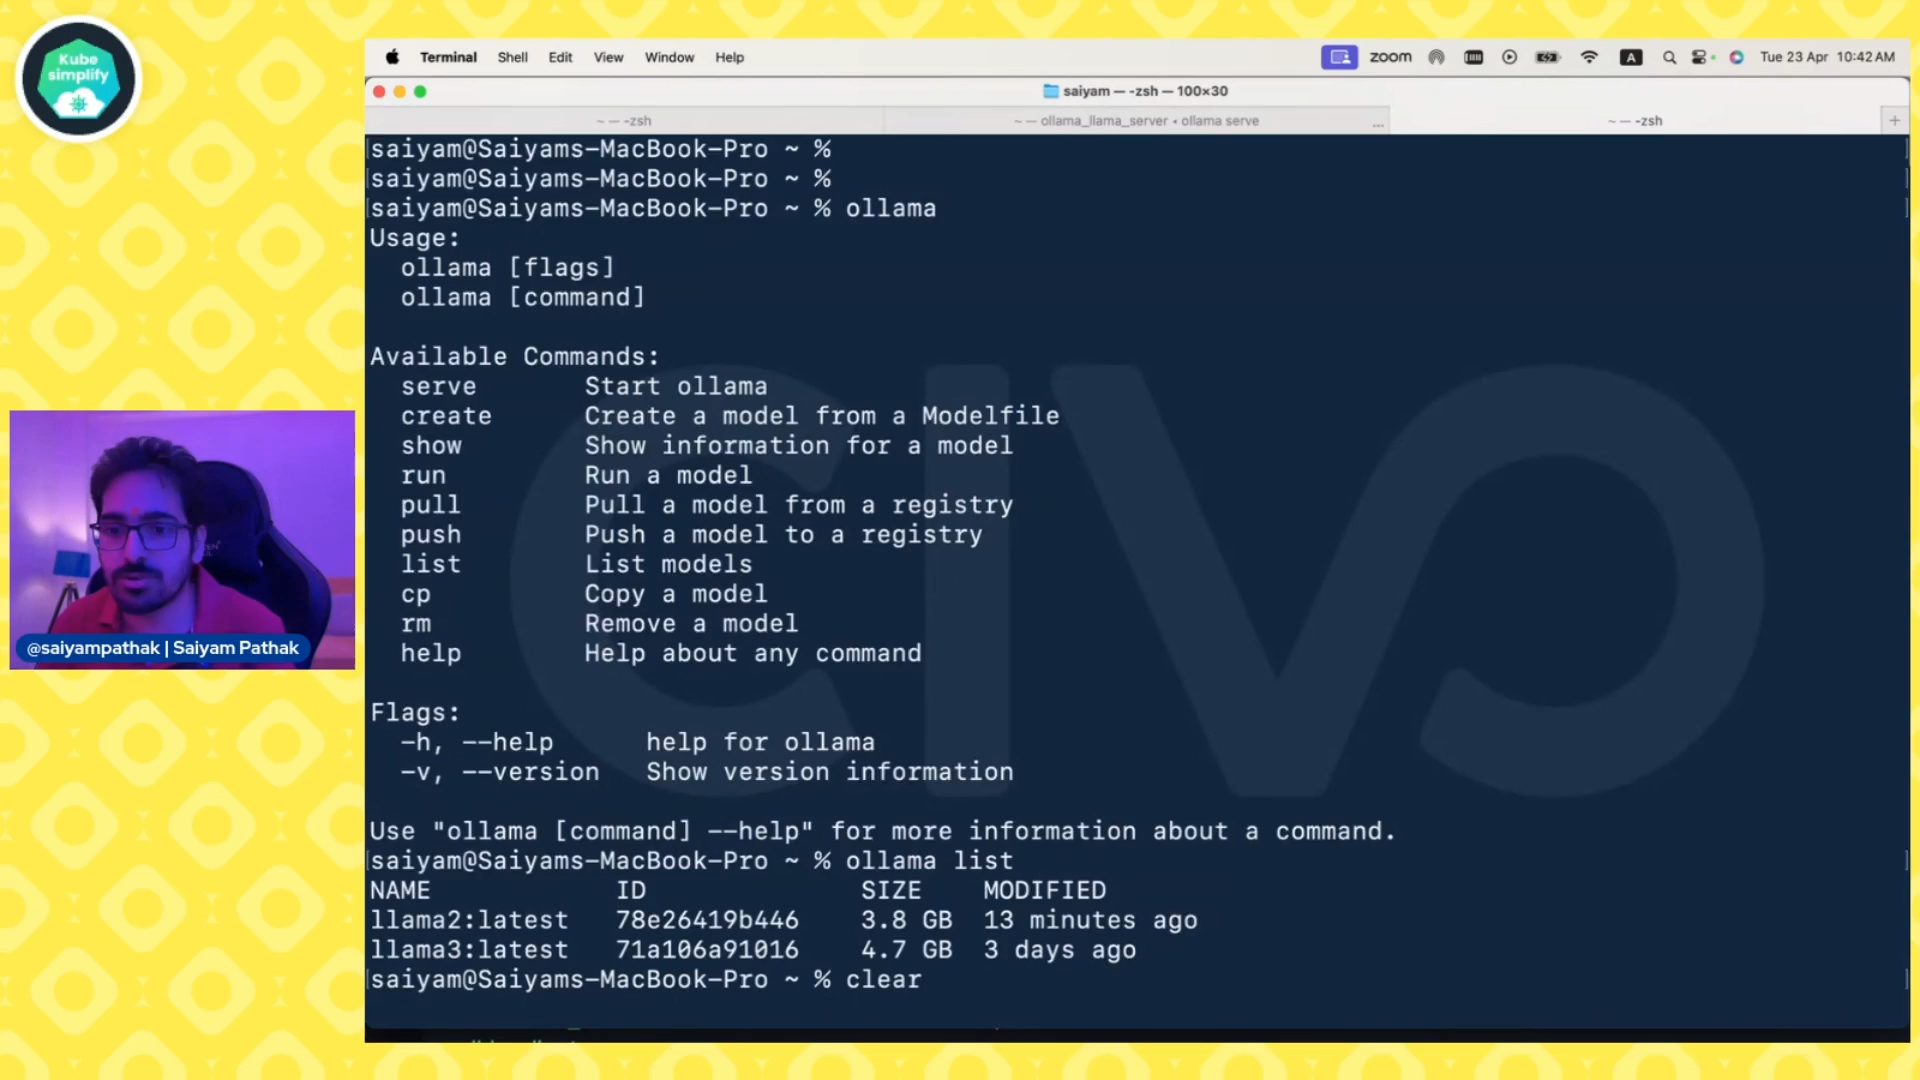 Kube
simplify
Terminal Shell Edit View Window Help
zoom
A
Tue 23 Apr 10:42 AM
saiyam — -zsh — 100×30
~ — -zsh
~ — ollama_llama_server • ollama serve ...
~ — -zsh
+
saiyam@Saiyams-MacBook-Pro ~ %
saiyam@Saiyams-MacBook-Pro ~ %
saiyam@Saiyams-MacBook-Pro ~ % ollama
Usage:
ollama [flags]
ollama [command]
Available Commands:
serve Start ollama
create Create a model from a Modelfile
show Show information for a model
run Run a model
pull Pull a model from a registry
push Push a model to a registry
list List models
cp Copy a model
rm Remove a model
help Help about any command
Flags:
-h, --help help for ollama
-v, --version Show version information
Use "ollama [command] --help" for more information about a command.
saiyam@Saiyams-MacBook-Pro ~ % ollama list
NAME ID SIZE MODIFIED
llama2:latest 78e26419b446 3.8 GB 13 minutes ago
llama3:latest 71a106a91016 4.7 GB 3 days ago
saiyam@Saiyams-MacBook-Pro ~ % clear
CIVO
@saiyampathak | Saiyam Pathak